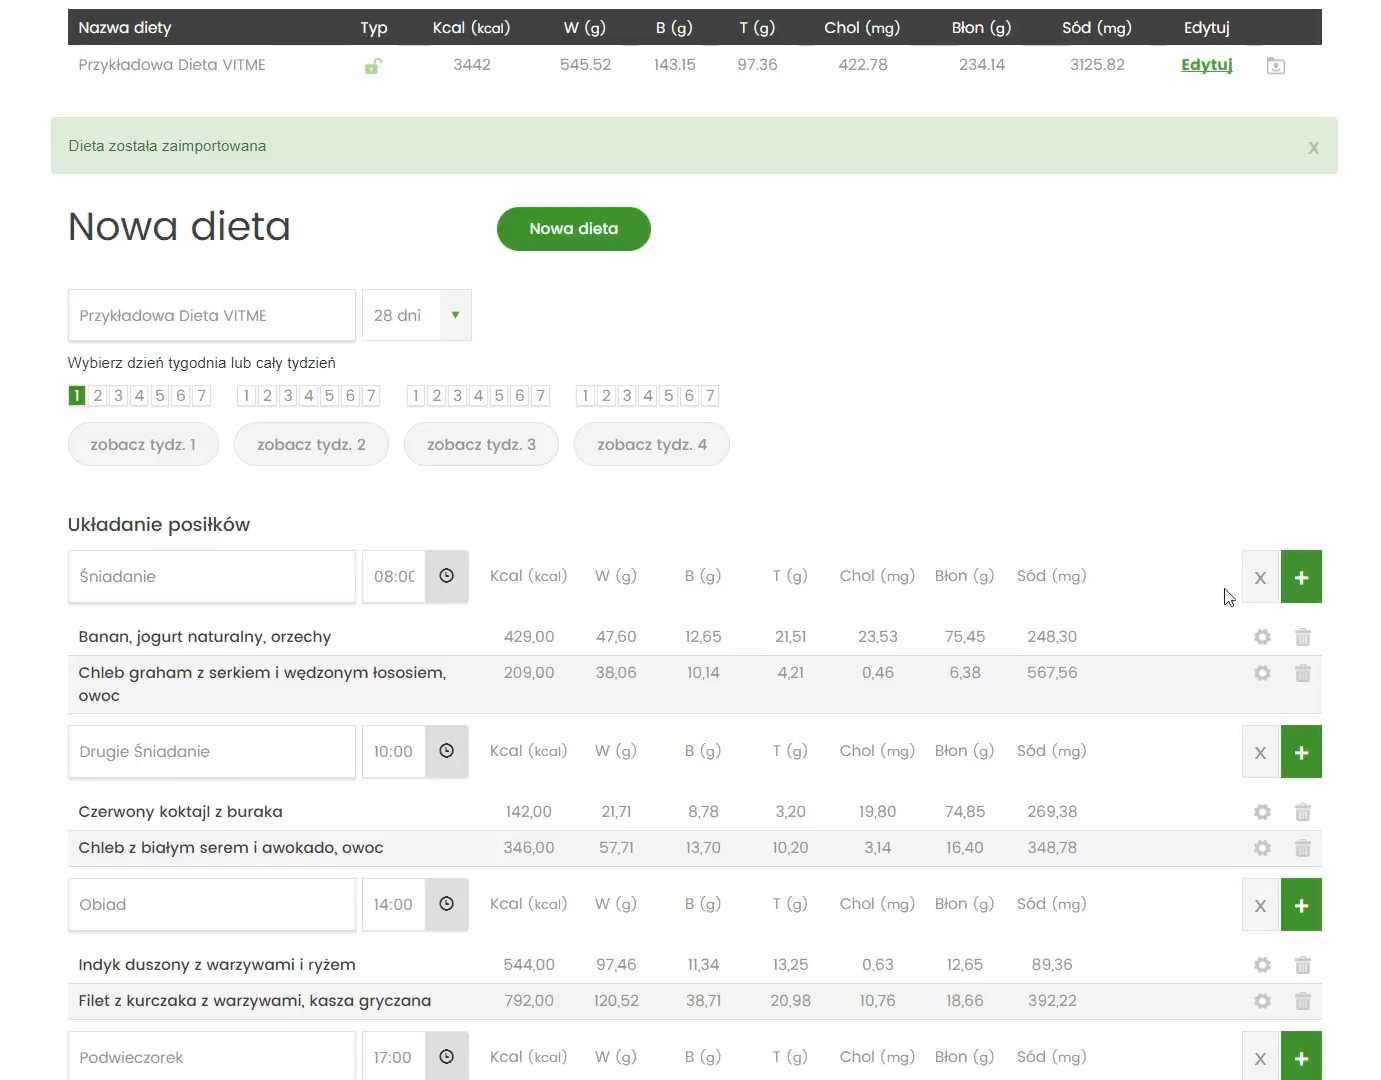 Nazwa diety Typ Kcal (kcal) W (g) B (g) T (g) Chol (mg) Błon (g) Sód (mg) Edytuj
Przykładowa Dieta VITME 3442 545.52 143.15 97.36 422.78 234.14 3125.82 Edytuj
Dieta została zaimportowana x
Nowa dieta Nowa dieta
Przykładowa Dieta VITME 28 dni
Wybierz dzień tygodnia lub cały tydzień
1 2 3 4 5 6 7 1 2 3 4 5 6 7 1 2 3 4 5 6 7 1 2 3 4 5 6 7
zobacz tydz. 1 zobacz tydz. 2 zobacz tydz. 3 zobacz tydz. 4
Układanie posiłków
Śniadanie 08:00 Kcal (kcal) W (g) B (g) T (g) Chol (mg) Błon (g) Sód (mg) x +
Banan, jogurt naturalny, orzechy 429,00 47,60 12,65 21,51 23,53 75,45 248,30
Chleb graham z serkiem i wędzonym łososiem, 209,00 38,06 10,14 4,21 0,46 6,38 567,56
owoc
Drugie Śniadanie 10:00 Kcal (kcal) W (g) B (g) T (g) Chol (mg) Błon (g) Sód (mg) x +
Czerwony koktajl z buraka 142,00 21,71 8,78 3,20 19,80 74,85 269,38
Chleb z białym serem i awokado, owoc 346,00 57,71 13,70 10,20 3,14 16,40 348,78
Obiad 14:00 Kcal (kcal) W (g) B (g) T (g) Chol (mg) Błon (g) Sód (mg) x +
Indyk duszony z warzywami i ryżem 544,00 97,46 11,34 13,25 0,63 12,65 89,36
Filet z kurczaka z warzywami, kasza gryczana 792,00 120,52 38,71 20,98 10,76 18,66 392,22
Podwieczorek 17:00 Kcal (kcal) W (g) B (g) T (g) Chol (mg) Błon (g) Sód (mg) x +